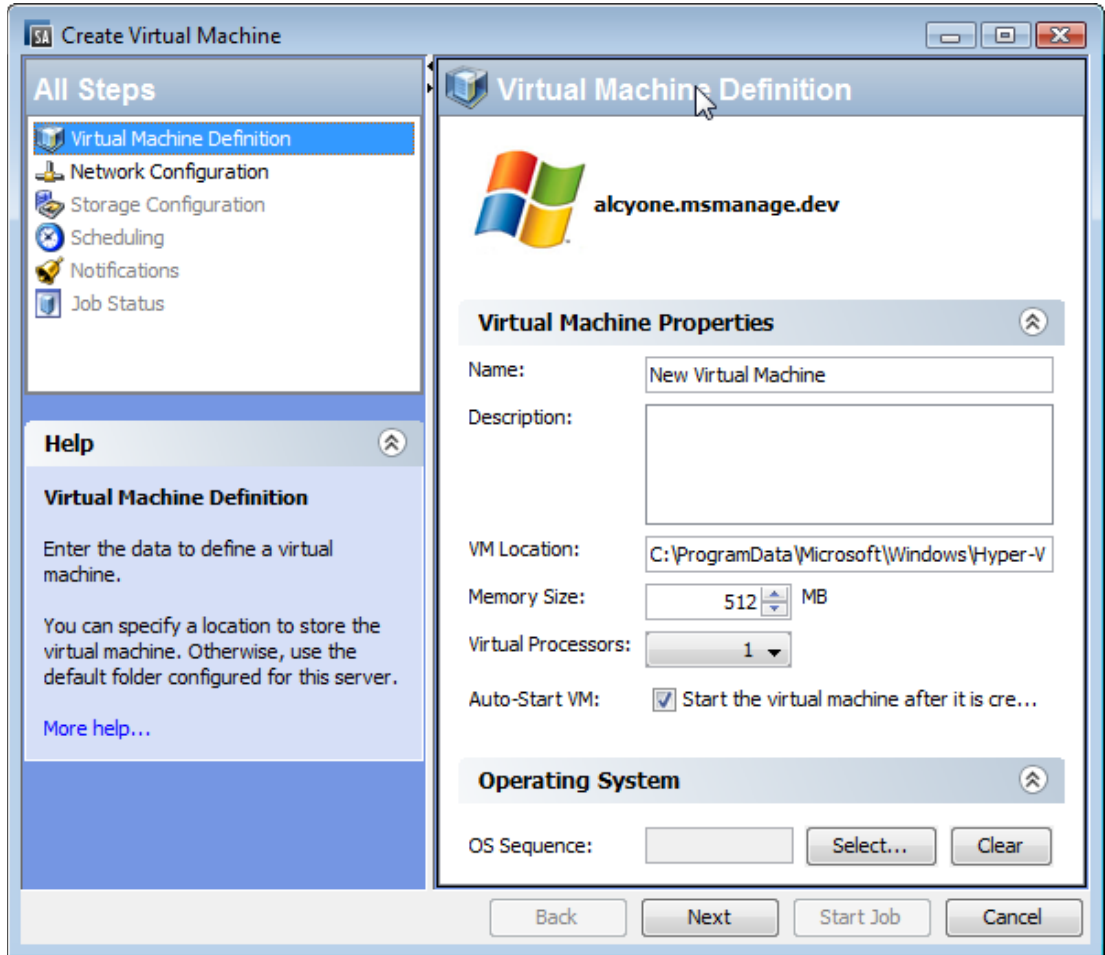 SA Create Virtual Machine
All Steps
Virtual Machine Definition
Network Configuration
Storage Configuration
Scheduling
Notifications
Job Status
Help
Virtual Machine Definition
Enter the data to define a virtual
machine.
You can specify a location to store the
virtual machine. Otherwise, use the
default folder configured for this server.
More help...
Virtual Machine Definition
alcyone.msmanage.dev
Virtual Machine Properties
Name: New Virtual Machine
Description:
VM Location: C:\ProgramData\Microsoft\Windows\Hyper-V
Memory Size: 512 MB
Virtual Processors: 1
Auto-Start VM: Start the virtual machine after it is cre...
Operating System
OS Sequence: Select... Clear
Back Next Start Job Cancel